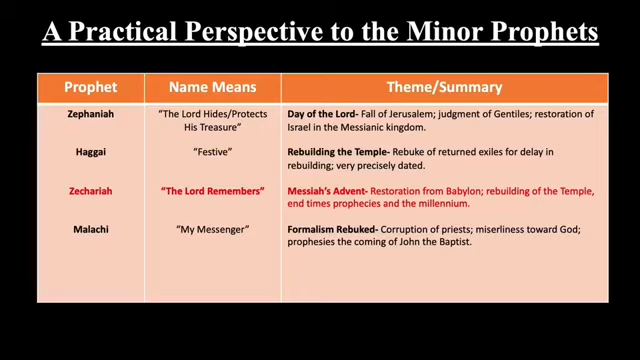 A Practical Perspective to the Minor Prophets
Prophet Name Means Theme/Summary
Zephaniah "The Lord Hides/Protects His Treasure" Day of the Lord- Fall of Jerusalem; judgment of Gentiles; restoration of
Israel in the Messianic kingdom.
Haggai "Festive" Rebuilding the Temple- Rebuke of returned exiles for delay in
rebuilding; very precisely dated.
Zechariah "The Lord Remembers" Messiah's Advent- Restoration from Babylon; rebuilding of the Temple,
end times prophecies and the millennium.
Malachi "My Messenger" Formalism Rebuked- Corruption of priests; miserliness toward God;
prophesies the coming of John the Baptist.